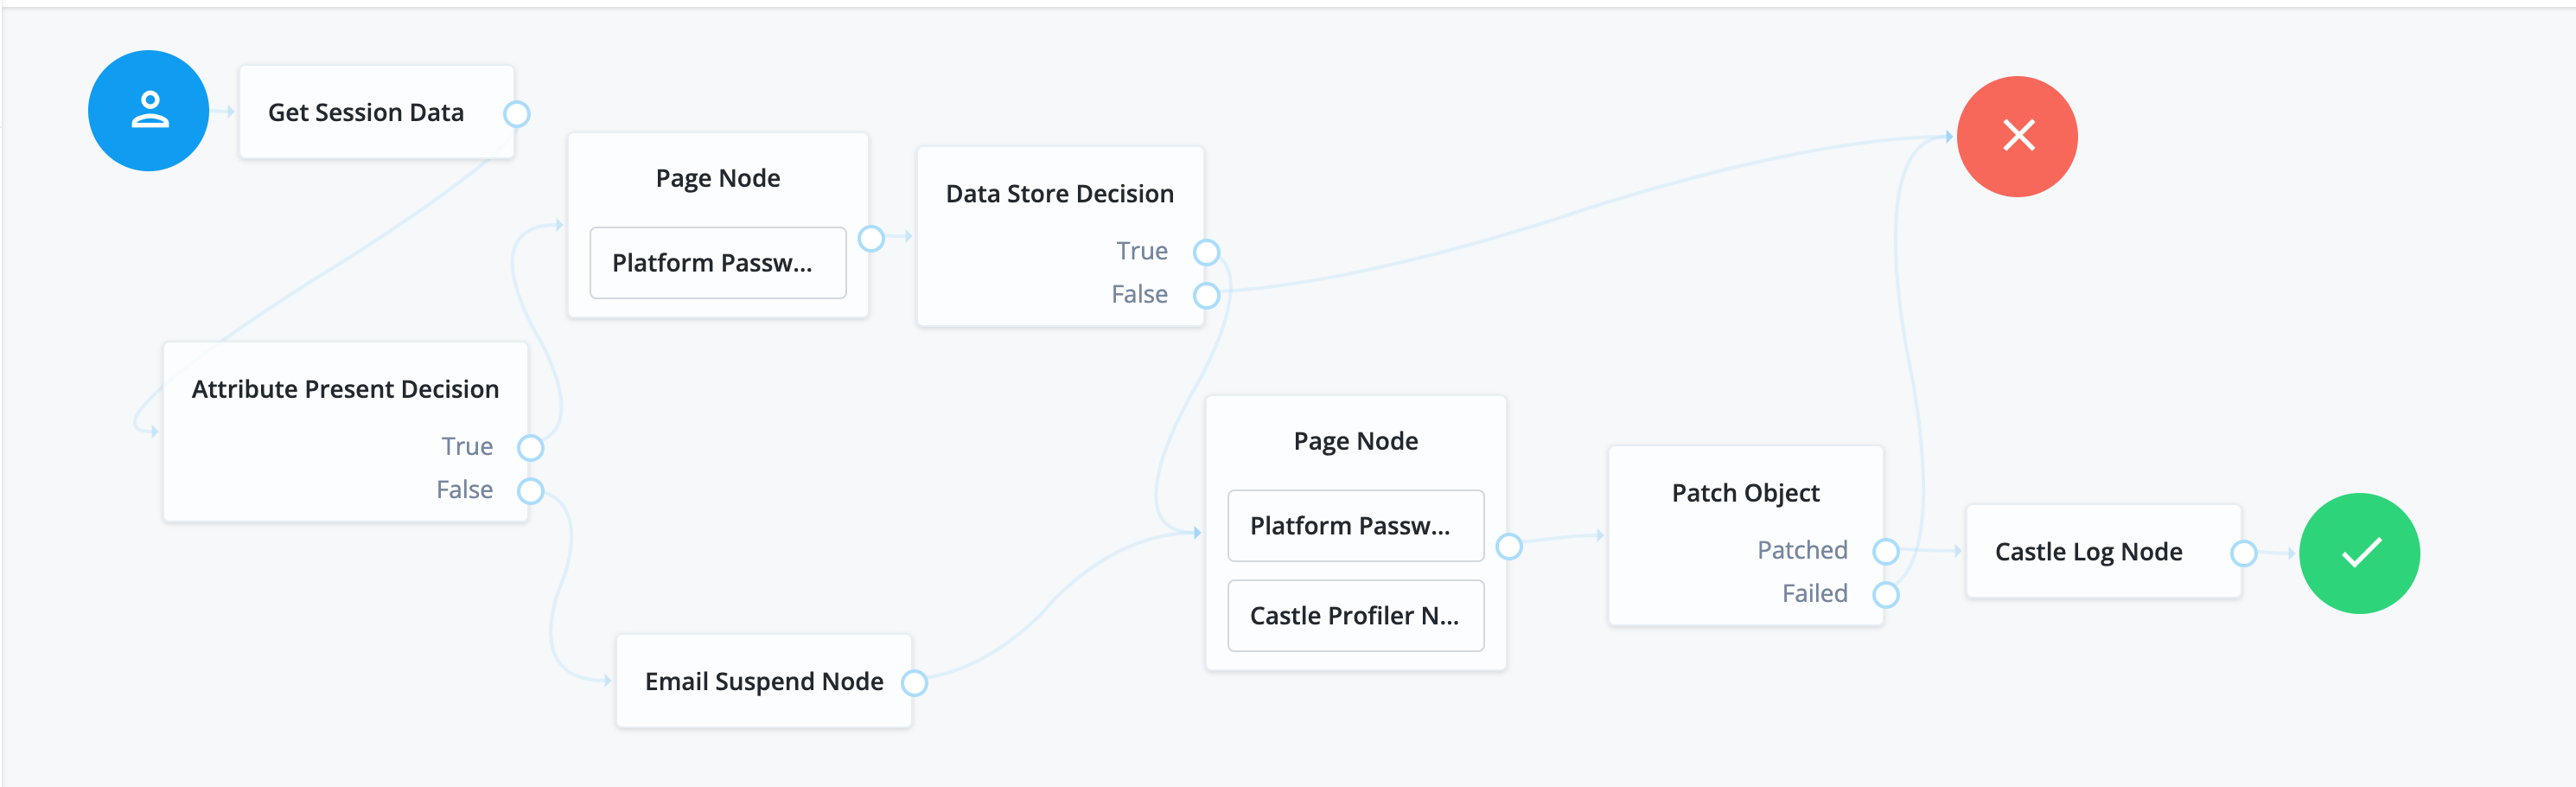 Get Session Data
Page Node
Platform Passw...
Data Store Decision
True
False
Attribute Present Decision
True
False
Email Suspend Node
Page Node
Platform Passw...
Castle Profiler N...
Patch Object
Patched
Failed
Castle Log Node